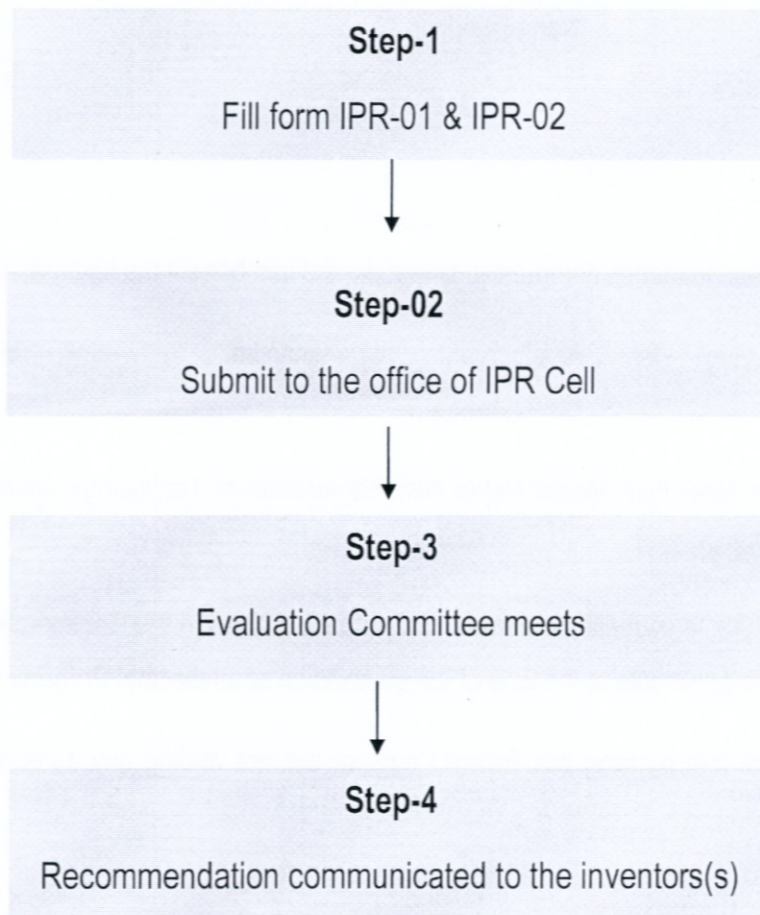 Step-1
Fill form IPR-01 & IPR-02
Step-02
Submit to the office of IPR Cell
Step-3
Evaluation Committee meets
Step-4
Recommendation communicated to the inventors(s)